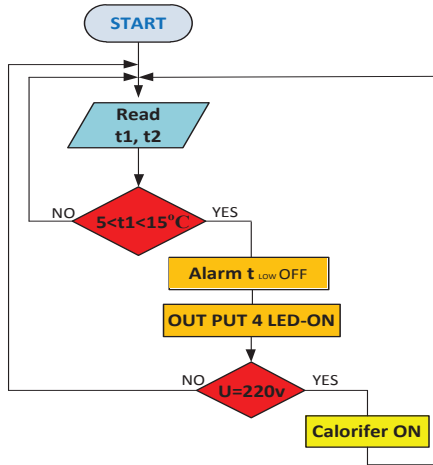 START
Read
t1, t2
5<t1<15°C
NO
YES
Alarm t LOW OFF
OUT PUT 4 LED-ON
NO
YES
U=220v
Calorifer ON